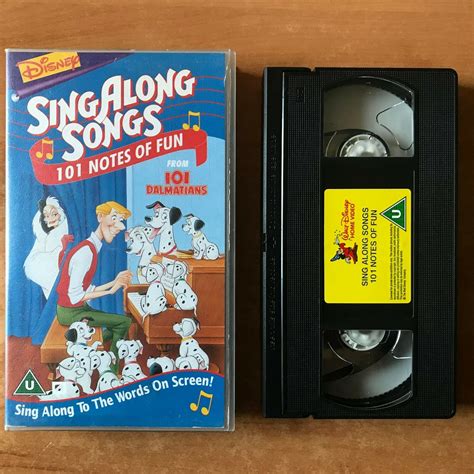 Disney
SING ALONG
SONGS
101 NOTES OF FUN
FROM
101
DALMATIANS
U
Sing Along To The Words On Screen!
WALT DISNEY
HOME VIDEO
SING ALONG SONGS
101 NOTES OF FUN
U